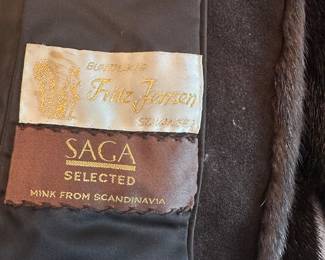 Fritz Jensen
SAGA
SELECTED
MINK FROM SCANDINAVIA